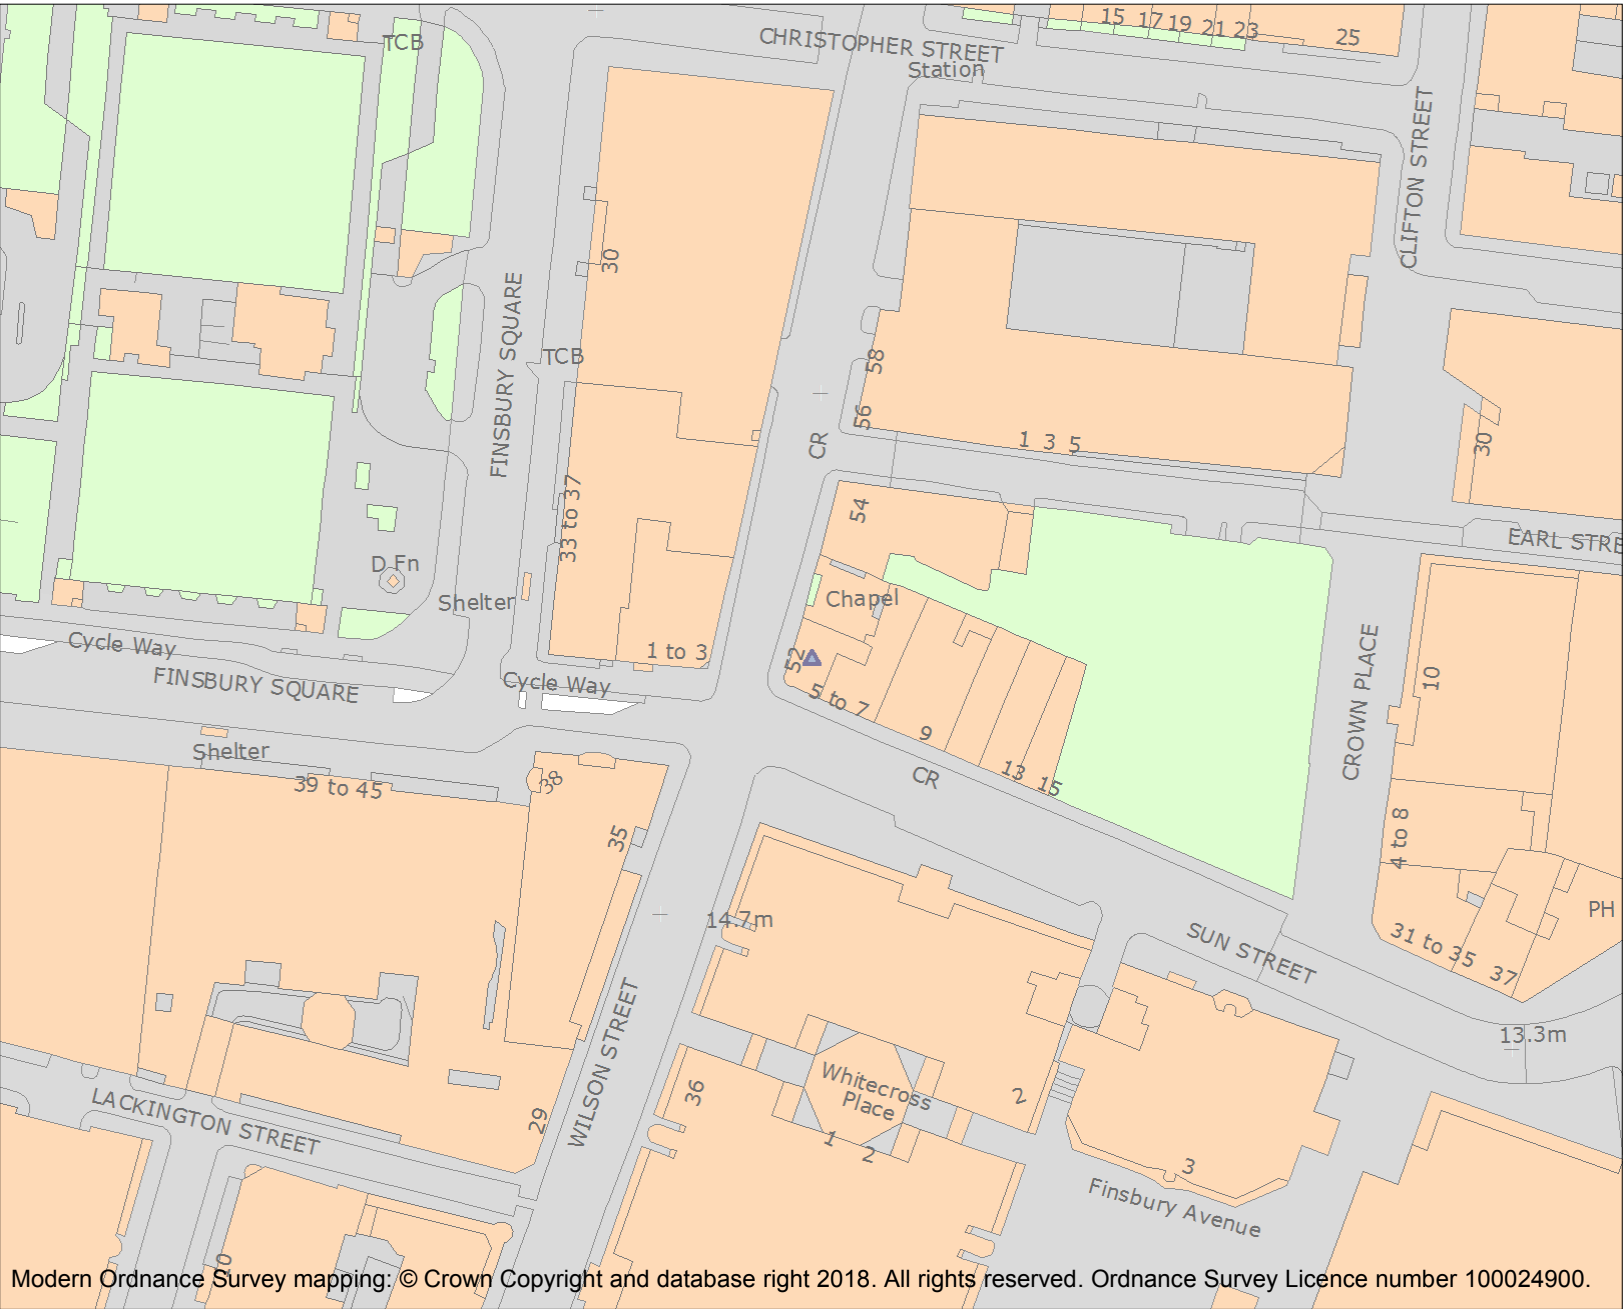 15 17 19 21 23
25
TCB
CHRISTOPHER STREET
Station
CLIFTON STREET
30
FINSBURY SQUARE
TCB
58
56
CR
1 3 5
30
33 to 37
54
EARL STRE
D Fn
Shelter
Chapel
Cycle Way
1 to 3
52
FINSBURY SQUARE
Cycle Way
5 to 7
9
13 15
CROWN PLACE
10
Shelter
39 to 45
38
CR
35
4 to 8
14.7m
PH
SUN STREET
31 to 35
37
WILSON STREET
13.3m
Whitecross
Place
36
2
LACKINGTON STREET
29
1
2
3
Finsbury Avenue
Modern Ordnance Survey mapping: © Crown Copyright and database right 2018. All rights reserved. Ordnance Survey Licence number 100024900.